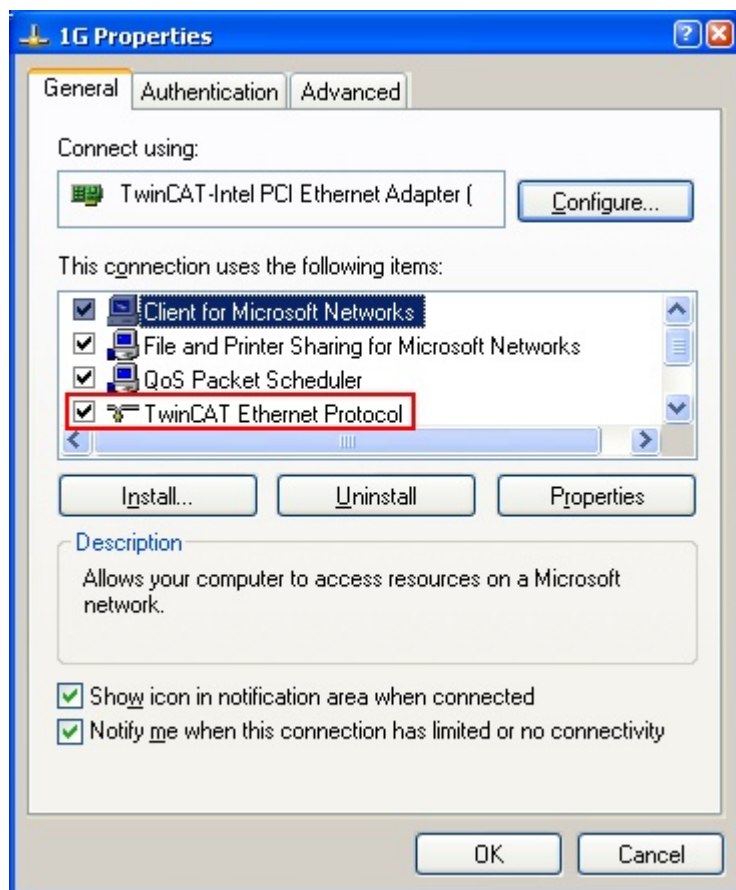 1G Properties
General Authentication Advanced
Connect using:
TwinCAT-Intel PCI Ethernet Adapter (
Configure...
This connection uses the following items:
Client for Microsoft Networks
File and Printer Sharing for Microsoft Networks
QoS Packet Scheduler
TwinCAT Ethernet Protocol
Install... Uninstall Properties
Description
Allows your computer to access resources on a Microsoft
network.
Show icon in notification area when connected
Notify me when this connection has limited or no connectivity
OK Cancel